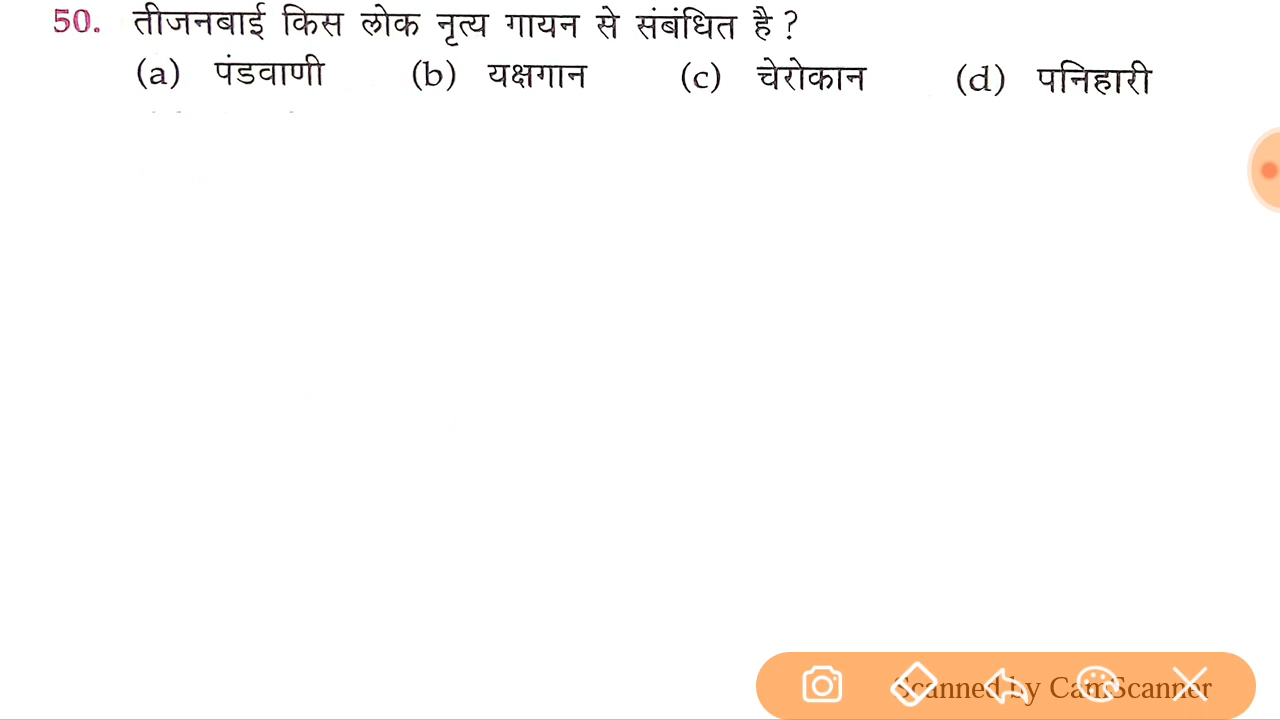 50. तीजनबाई किस लोक नृत्य गायन से संबंधित है ?
(a) पंडवाणी (b) यक्षगान (c) चेरोकान (d) पनिहारी
Scanned by CamScanner